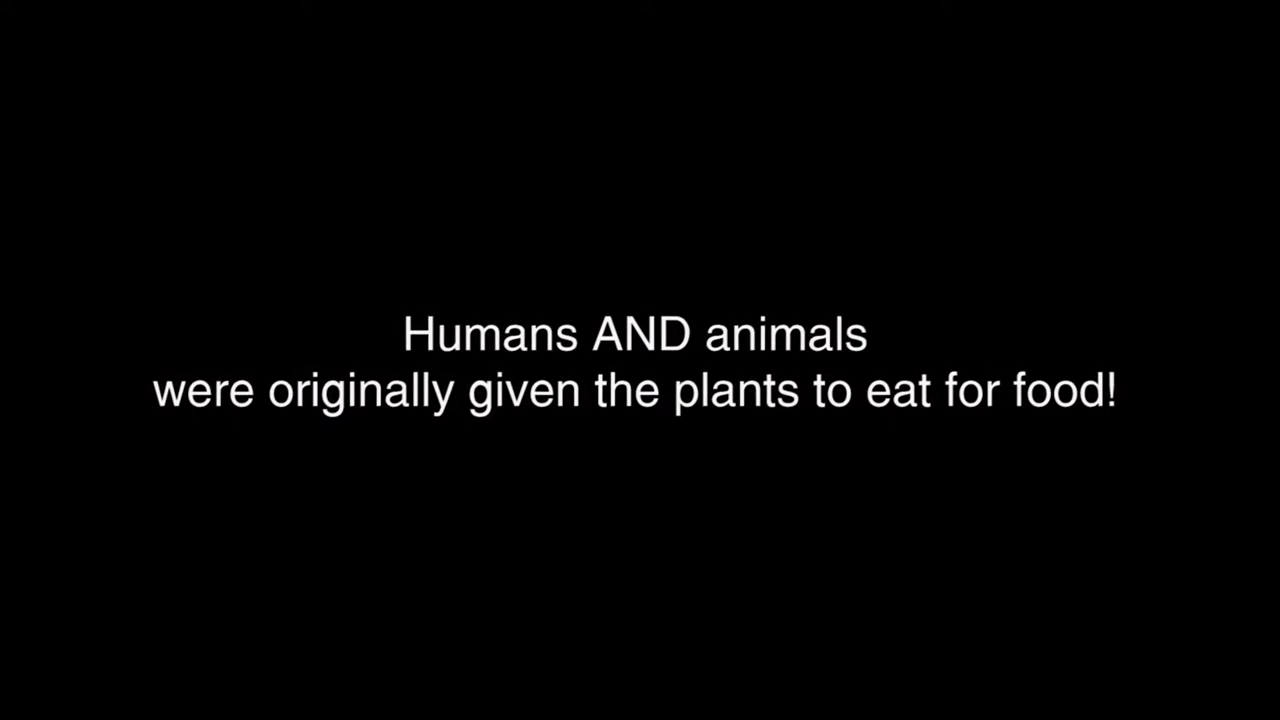 Humans AND animals
were originally given the plants to eat for food!